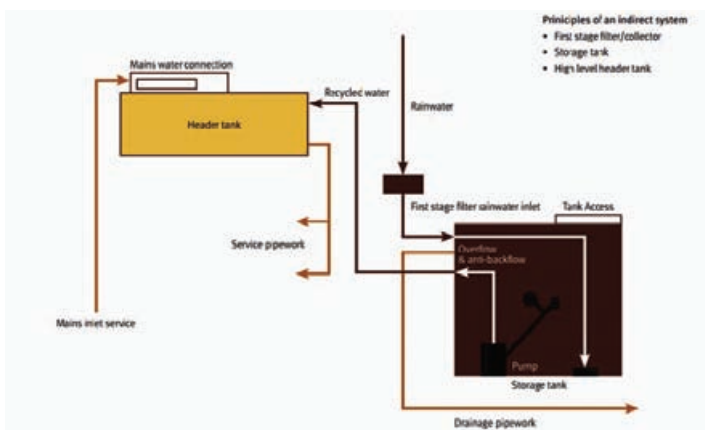 Priniciples of an indirect system
• First stage filter/collector
• Storage tank
• High level header tank
Mains water connection
Recycled water
Rainwater
Header tank
First stage filter rainwater inlet
Tank Access
Service pipework
Overflow
& anti-backflow
Mains inlet service
Pump
Storage tank
Drainage pipework